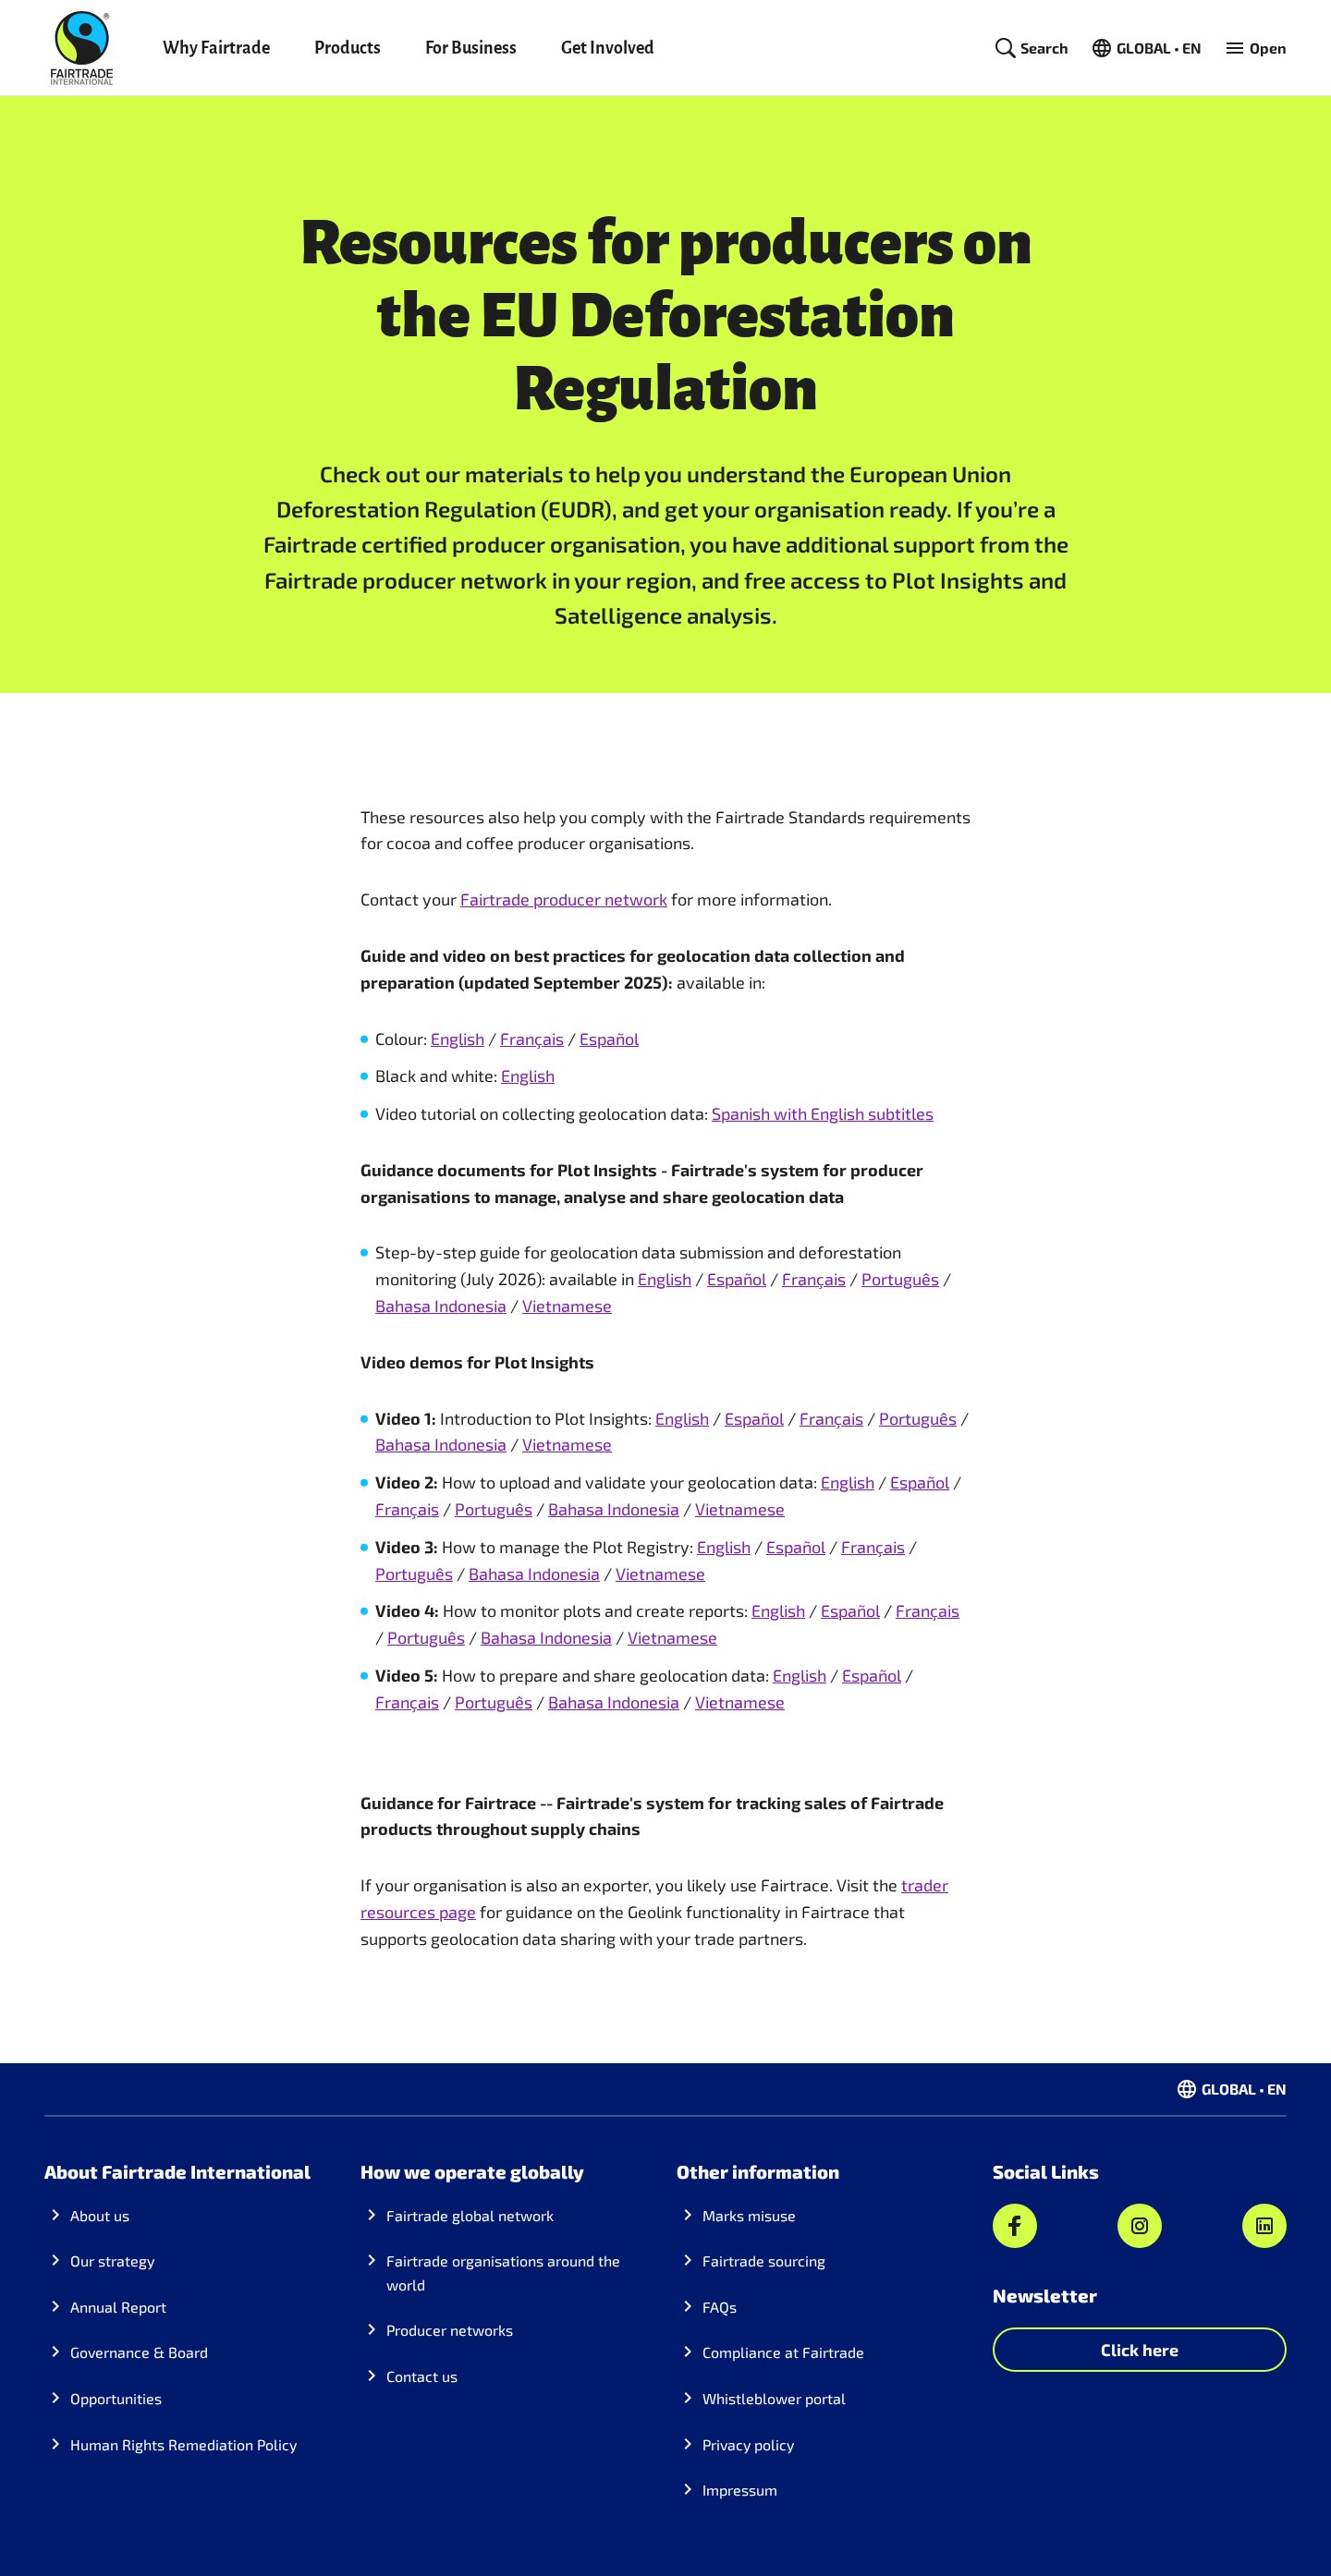 FAIRTRADE
INTERNATIONAL
®
Why Fairtrade
Products
For Business
Get Involved
Search
GLOBAL • EN
Open
Resources for producers on
the EU Deforestation
Regulation
Check out our materials to help you understand the European Union
Deforestation Regulation (EUDR), and get your organisation ready. If you’re a
Fairtrade certified producer organisation, you have additional support from the
Fairtrade producer network in your region, and free access to Plot Insights and
Satelligence analysis.
These resources also help you comply with the Fairtrade Standards requirements
for cocoa and coffee producer organisations.
Contact your Fairtrade producer network for more information.
Guide and video on best practices for geolocation data collection and
preparation (updated September 2025): available in:
Colour: English / Français / Español
Black and white: English
Video tutorial on collecting geolocation data: Spanish with English subtitles
Guidance documents for Plot Insights - Fairtrade's system for producer
organisations to manage, analyse and share geolocation data
Step-by-step guide for geolocation data submission and deforestation
monitoring (July 2026): available in English / Español / Français / Português /
Bahasa Indonesia / Vietnamese
Video demos for Plot Insights
Video 1: Introduction to Plot Insights: English / Español / Français / Português /
Bahasa Indonesia / Vietnamese
Video 2: How to upload and validate your geolocation data: English / Español /
Français / Português / Bahasa Indonesia / Vietnamese
Video 3: How to manage the Plot Registry: English / Español / Français /
Português / Bahasa Indonesia / Vietnamese
Video 4: How to monitor plots and create reports: English / Español / Français
/ Português / Bahasa Indonesia / Vietnamese
Video 5: How to prepare and share geolocation data: English / Español /
Français / Português / Bahasa Indonesia / Vietnamese
Guidance for Fairtrace -- Fairtrade's system for tracking sales of Fairtrade
products throughout supply chains
If your organisation is also an exporter, you likely use Fairtrace. Visit the trader
resources page for guidance on the Geolink functionality in Fairtrace that
supports geolocation data sharing with your trade partners.
GLOBAL • EN
About Fairtrade International
About us
Our strategy
Annual Report
Governance & Board
Opportunities
Human Rights Remediation Policy
How we operate globally
Fairtrade global network
Fairtrade organisations around the
world
Producer networks
Contact us
Other information
Marks misuse
Fairtrade sourcing
FAQs
Compliance at Fairtrade
Whistleblower portal
Privacy policy
Impressum
Social Links
Newsletter
Click here